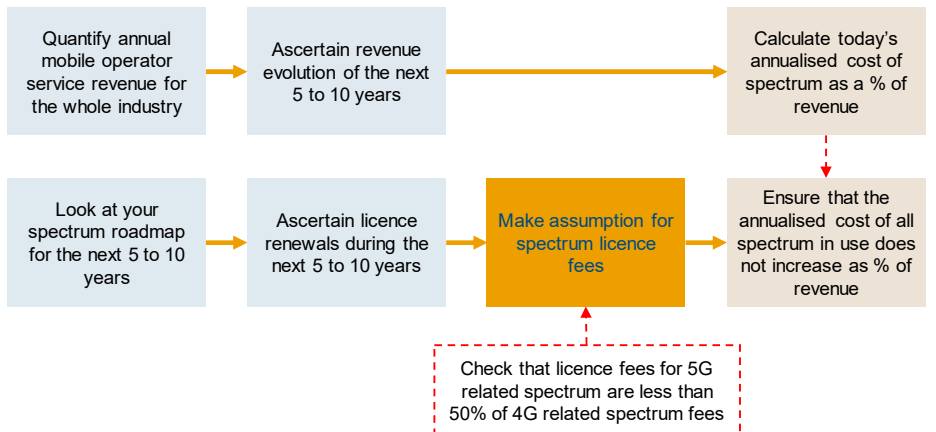 Quantify annual
mobile operator
service revenue for
the whole industry
Ascertain revenue
evolution of the next
5 to 10 years
Calculate today's
annualised cost of
spectrum as a % of
revenue
Look at your
spectrum roadmap
for the next 5 to 10
years
Ascertain licence
renewals during the
next 5 to 10 years
Make assumption for
spectrum licence
fees
Ensure that the
annualised cost of all
spectrum in use does
not increase as % of
revenue
Check that licence fees for 5G
related spectrum are less than
50% of 4G related spectrum fees